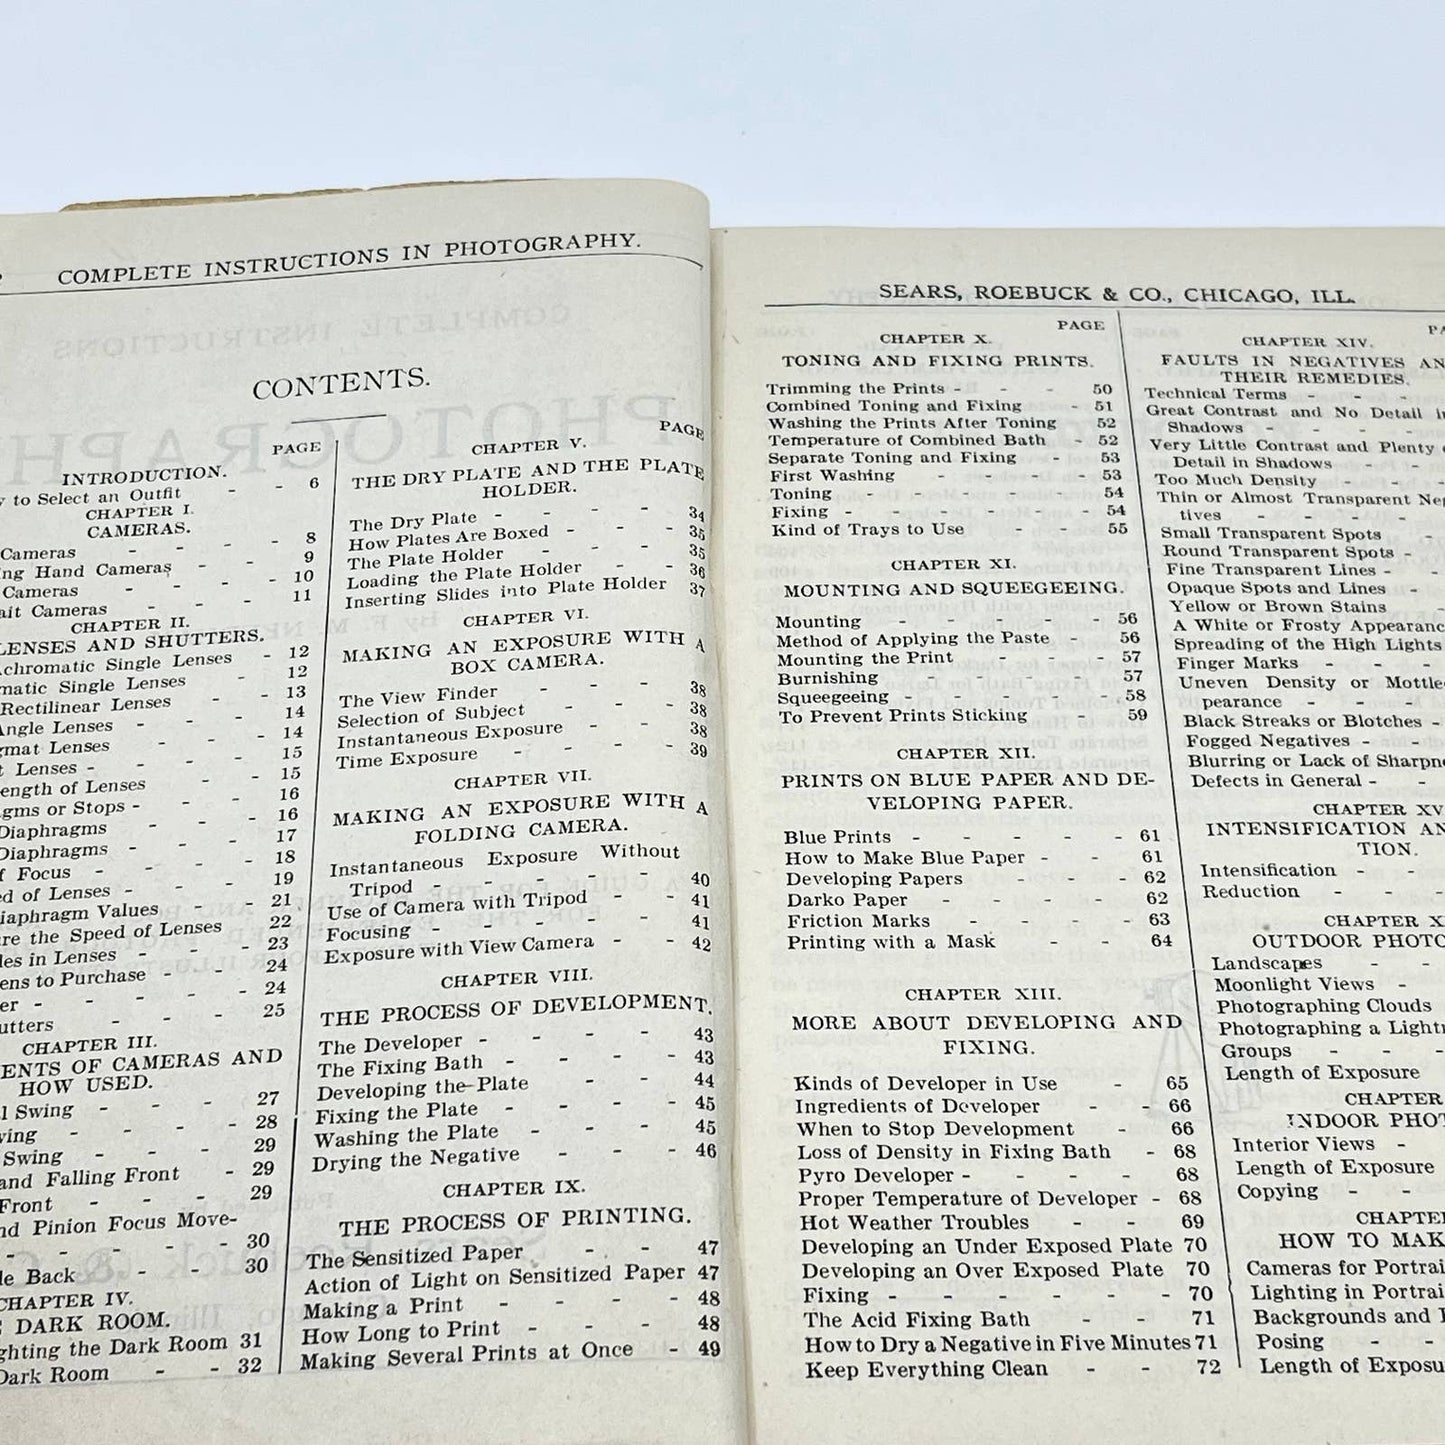 COMPLETE INSTRUCTIONS IN PHOTOGRAPHY.
CONTENTS.
PAGE
INTRODUCTION.
to Select an Outfit - - 6
CHAPTER I.
CAMERAS.
Cameras - - - - 8
Hand Cameras - - - 9
Cameras - - - - 10
Cameras - - - - 11
CHAPTER II.
LENSES AND SHUTTERS.
Achromatic Single Lenses - 12
Single Lenses - - 12
Rectilinear Lenses - - 13
Angle Lenses - - - 14
Lenses - - - 14
Lenses - - - - 15
Length of Lenses - - 15
or Stops - - - 16
Diaphragms - - - 16
Diaphragms - - - 17
of Focus - - - 18
of Lenses - - - - 19
Diaphragm Values - - 21
the Speed of Lenses 22
in Lenses - - - 23
to Purchase - - - 24
- - - - - 24
- - - 25
CHAPTER III.
OF CAMERAS AND
HOW USED.
Swing - - - 27
- - - - 28
Swing - - - 29
and Falling Front - 29
Front - - - 29
and Pinion Focus Move-
- - - - - 30
Back - - - - 30
CHAPTER IV.
DARK ROOM.
the Dark Room 31
Dark Room - - 32
PAGE
CHAPTER V.
THE DRY PLATE AND THE PLATE
HOLDER.
The Dry Plate - - - - 34
How Plates Are Boxed - - 35
The Plate Holder - - - 35
Loading the Plate Holder - - 36
Inserting Slides into Plate Holder 37
CHAPTER VI.
MAKING AN EXPOSURE WITH A
BOX CAMERA.
The View Finder - - - 38
Selection of Subject - - - 38
Instantaneous Exposure - - 38
Time Exposure - - - - 39
CHAPTER VII.
MAKING AN EXPOSURE WITH A
FOLDING CAMERA.
Instantaneous Exposure Without
Tripod - - - - - 40
Use of Camera with Tripod - - 41
Focusing - - - - - 41
Exposure with View Camera - - 42
CHAPTER VIII.
THE PROCESS OF DEVELOPMENT.
The Developer - - - - 43
The Fixing Bath - - - 43
Developing the Plate - - 44
Fixing the Plate - - - 45
Washing the Plate - - - 45
Drying the Negative - - - 46
CHAPTER IX.
THE PROCESS OF PRINTING.
The Sensitized Paper - - 47
Action of Light on Sensitized Paper 47
Making a Print - - - - 48
How Long to Print - - - 48
Making Several Prints at Once - 49
SEARS, ROEBUCK & CO., CHICAGO, ILL.
PAGE
CHAPTER X.
TONING AND FIXING PRINTS.
Trimming the Prints - - - 50
Combined Toning and Fixing - 51
Washing the Prints After Toning 52
Temperature of Combined Bath - 52
Separate Toning and Fixing - 53
First Washing - - - 53
Toning - - - - - 54
Fixing - - - - - - 54
Kind of Trays to Use - - 55
CHAPTER XI.
MOUNTING AND SQUEEGEEING.
Mounting - - - - - 56
Method of Applying the Paste - 56
Mounting the Print - - - 57
Burnishing - - - - 57
Squeegeeing - - - - - 58
To Prevent Prints Sticking - 59
CHAPTER XII.
PRINTS ON BLUE PAPER AND DE-
VELOPING PAPER.
Blue Prints - - - - - 61
How to Make Blue Paper - - 61
Developing Papers - - - 62
Darko Paper - - - - 62
Friction Marks - - - - 63
Printing with a Mask - - 64
CHAPTER XIII.
MORE ABOUT DEVELOPING AND
FIXING.
Kinds of Developer in Use - 65
Ingredients of Developer - - 66
When to Stop Development - 66
Loss of Density in Fixing Bath - 68
Pyro Developer - - - - 68
Proper Temperature of Developer - 68
Hot Weather Troubles - - 69
Developing an Under Exposed Plate 70
Developing an Over Exposed Plate 70
Fixing - - - - - - 70
The Acid Fixing Bath - - 71
How to Dry a Negative in Five Minutes 71
Keep Everything Clean - - 72
CHAPTER XIV.
FAULTS IN NEGATIVES AN
THEIR REMEDIES.
Technical Terms - - -
Great Contrast and No Detail in
Shadows - - -
Very Little Contrast and Plenty
Detail in Shadows - -
Too Much Density - -
Thin or Almost Transparent Neg
tives - - - -
Small Transparent Spots -
Round Transparent Spots -
Fine Transparent Lines - -
Opaque Spots and Lines -
Yellow or Brown Stains -
A White or Frosty Appearance
Spreading of the High Lights
Finger Marks - - -
Uneven Density or Mottled
pearance - - -
Black Streaks or Blotches -
Fogged Negatives - -
Blurring or Lack of Sharpn
Defects in General - -
CHAPTER XV
INTENSIFICATION AN
TION.
Intensification - -
Reduction - -
CHAPTER X
OUTDOOR PHOTO
Landscapes - -
Moonlight Views -
Photographing Clouds
Photographing a Lightn
Groups - - -
Length of Exposure
CHAPTER
INDOOR PHOT
Interior Views -
Length of Exposure
Copying - -
CHAPTER
HOW TO MAK
Cameras for Portrai
Lighting in Portrai
Backgrounds and
Posing - -
Length of Exposu